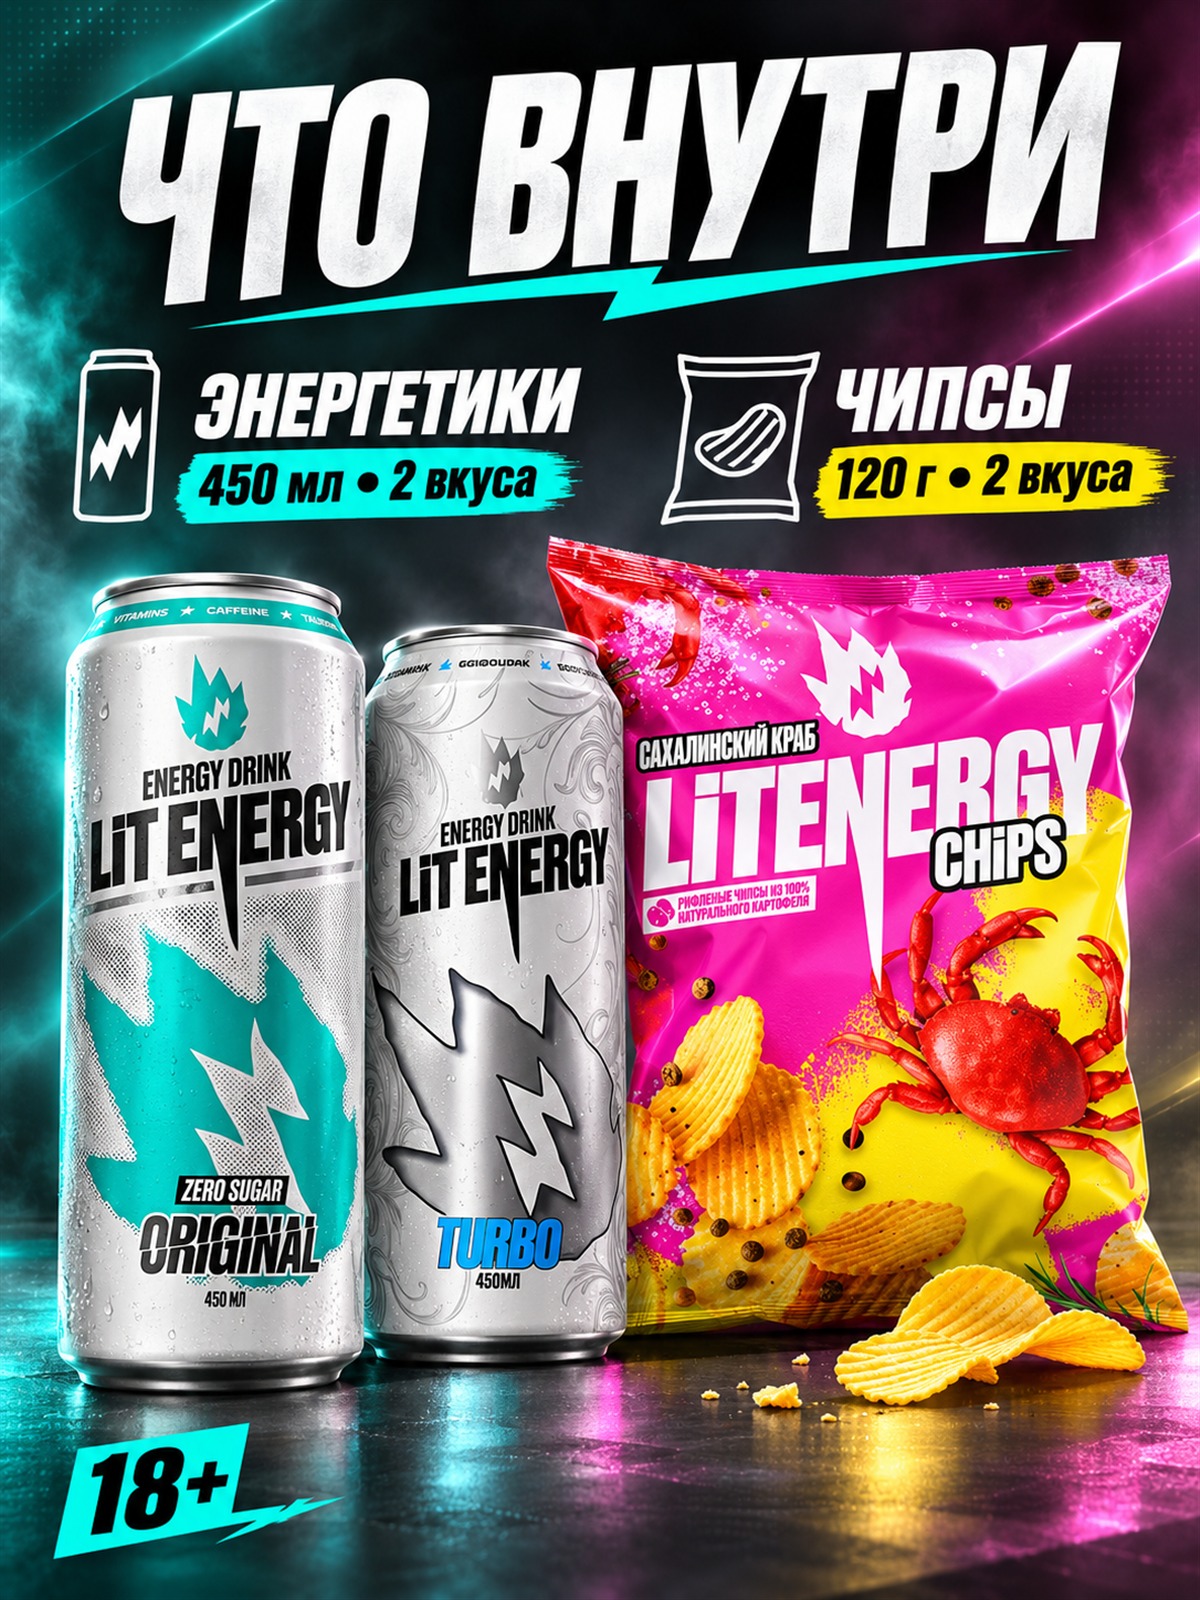 ЧТО ВНУТРИ
ЭНЕРГЕТИКИ
450 мл • 2 вкуса
ЧИПСЫ
120 г • 2 вкуса
VITAMINS ★ CAFFEINE ★
ENERGY DRINK
LiT ENERGY
ZERO SUGAR
ORIGINAL
450 МЛ
GGIQOUDAK
ENERGY DRINK
LiT ENERGY
TURBO
450МЛ
САХАЛИНСКИЙ КРАБ
LiTENERGY
CHiPS
РИФЛЕНЫЕ ЧИПСЫ ИЗ 100%
НАТУРАЛЬНОГО КАРТОФЕЛЯ
18+